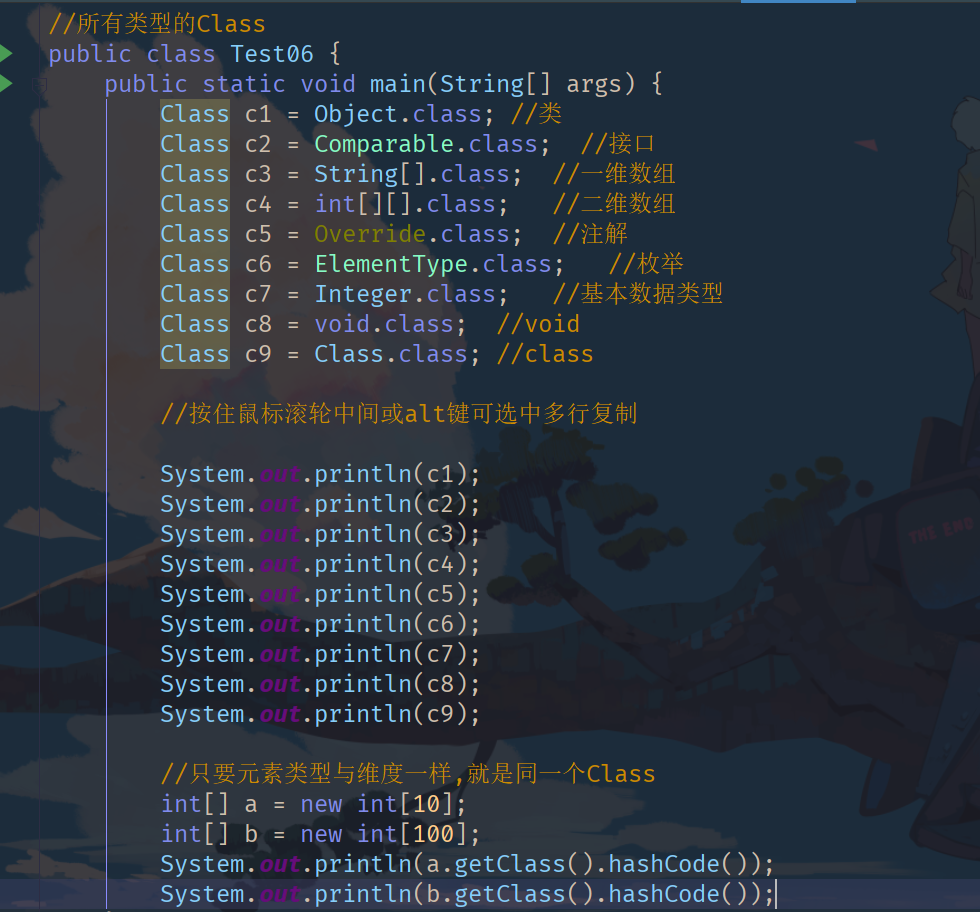 //所有类型的Class
public class Test06 {
public static void main(String[] args) {
Class c1 = Object.class; //类
Class c2 = Comparable.class;  //接口
Class c3 = String[].class;  //一维数组
Class c4 = int[][].class;   //二维数组
Class c5 = Override.class;  //注解
Class c6 = ElementType.class;   //枚举
Class c7 = Integer.class;   //基本数据类型
Class c8 = void.class;  //void
Class c9 = Class.class; //class
//按住鼠标滚轮中间或alt键可选中多行复制
System.out.println(c1);
System.out.println(c2);
System.out.println(c3);
System.out.println(c4);
System.out.println(c5);
System.out.println(c6);
System.out.println(c7);
System.out.println(c8);
System.out.println(c9);
//只要元素类型与维度一样,就是同一个Class
int[] a = new int[10];
int[] b = new int[100];
System.out.println(a.getClass().hashCode());
System.out.println(b.getClass().hashCode());
THE END